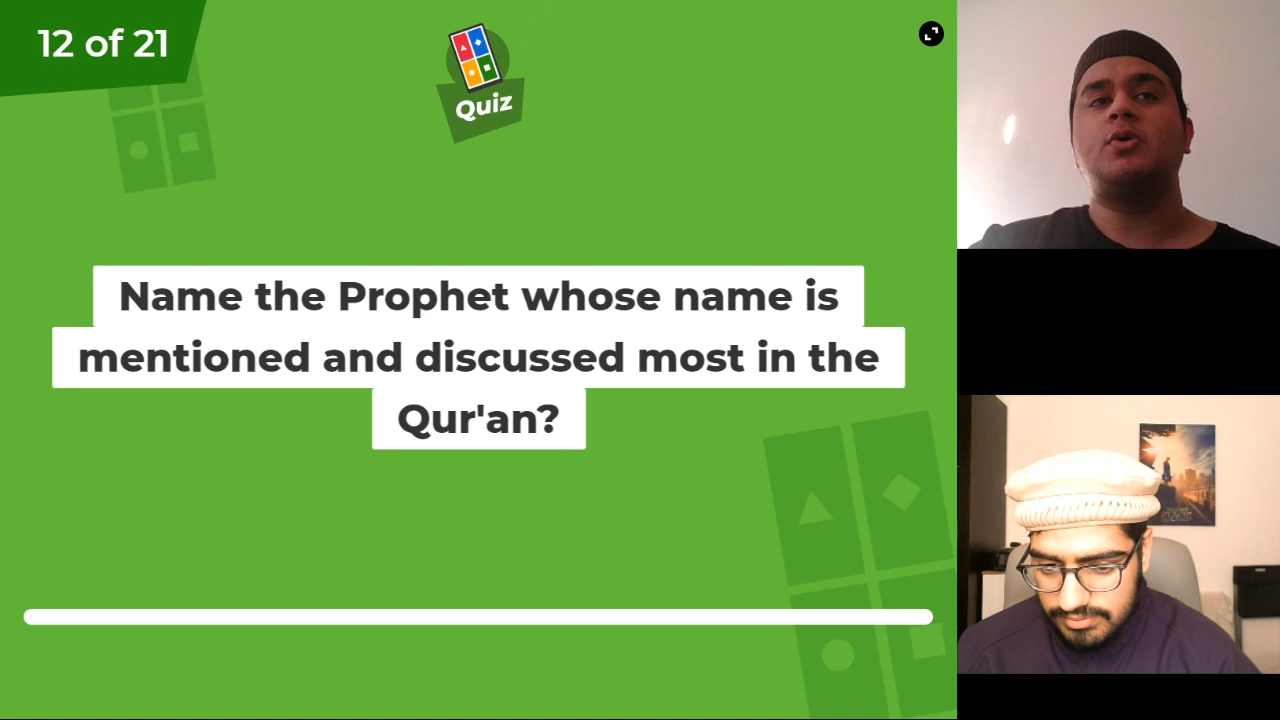 12 of 21
Quiz
Name the Prophet whose name is
mentioned and discussed most in the
Qur'an?